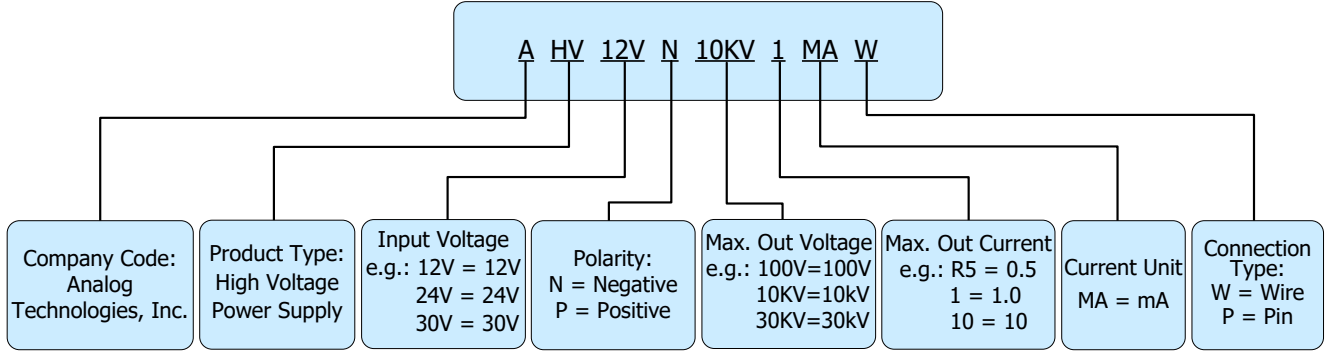 A HV 12V N 10KV 1 MA W
Company Code:
Analog
Technologies, Inc.
Product Type:
High Voltage
Power Supply
Input Voltage
e.g.: 12V = 12V
24V = 24V
30V = 30V
Polarity:
N = Negative
P = Positive
Max. Out Voltage
e.g.: 100V=100V
10KV=10kV
30KV=30kV
Max. Out Current
e.g.: R5 = 0.5
1 = 1.0
10 = 10
Current Unit
MA = mA
Connection
Type:
W = Wire
P = Pin